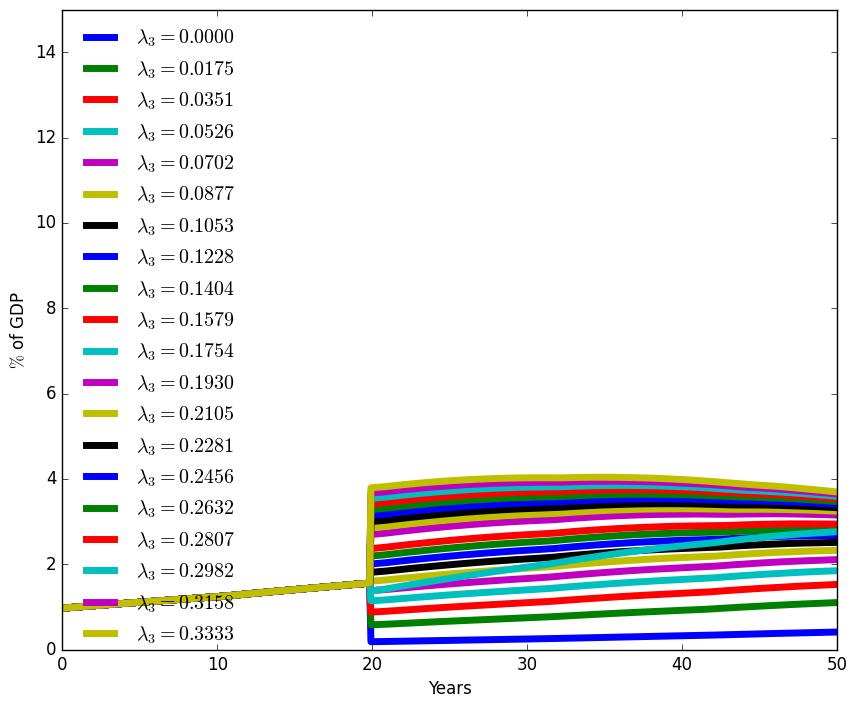 14
12
10
8
6
4
2
0
% of GDP
λ₃ = 0.0000
λ₃ = 0.0175
λ₃ = 0.0351
λ₃ = 0.0526
λ₃ = 0.0702
λ₃ = 0.0877
λ₃ = 0.1053
λ₃ = 0.1228
λ₃ = 0.1404
λ₃ = 0.1579
λ₃ = 0.1754
λ₃ = 0.1930
λ₃ = 0.2105
λ₃ = 0.2281
λ₃ = 0.2456
λ₃ = 0.2632
λ₃ = 0.2807
λ₃ = 0.2982
λ₃ = 0.3158
λ₃ = 0.3333
0 10 20 30 40 50
Years